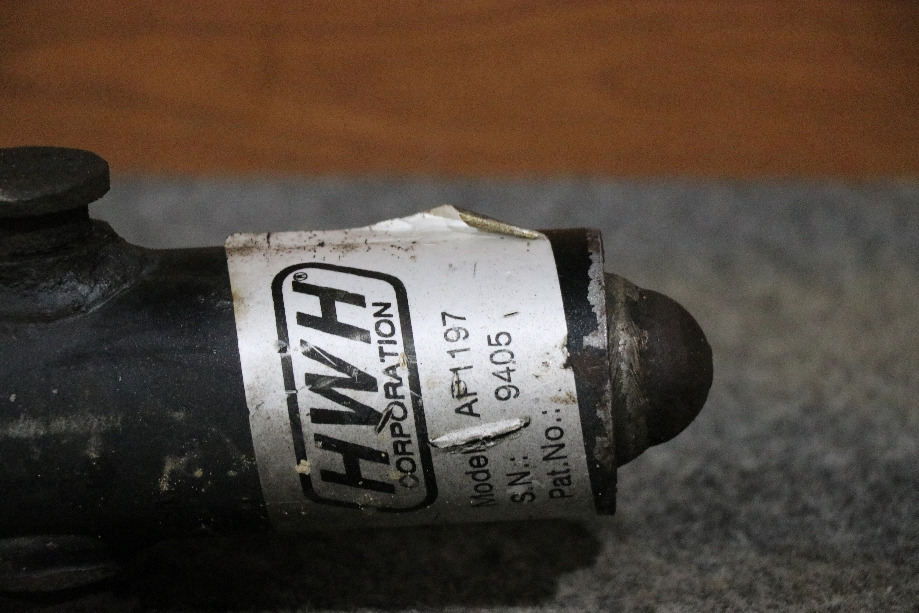 HWH®
CORPORATION
Model AP1197
S.N.: 9405
Pat.No.: